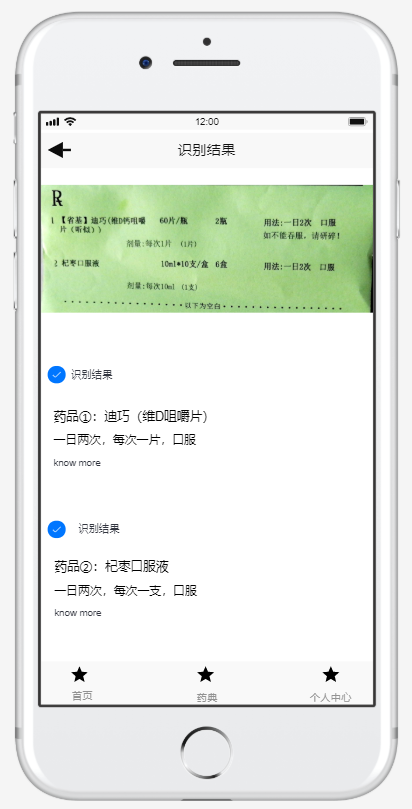 12:00
识别结果
R
1 【省基】迪巧(维D钙咀嚼 60片/瓶 2瓶 用法:一日2次 口服
片(听似)) 如不能吞服,请研碎!
剂量:每次1片 (1片)
2 杞枣口服液 10ml*10支/盒 6盒 用法:一日2次 口服
剂量:每次10ml (1支)
以下为空白
识别结果
药品①:迪巧(维D咀嚼片)
一日两次,每次一片,口服
know more
识别结果
药品②:杞枣口服液
一日两次,每次一支,口服
know more
首页 药典 个人中心